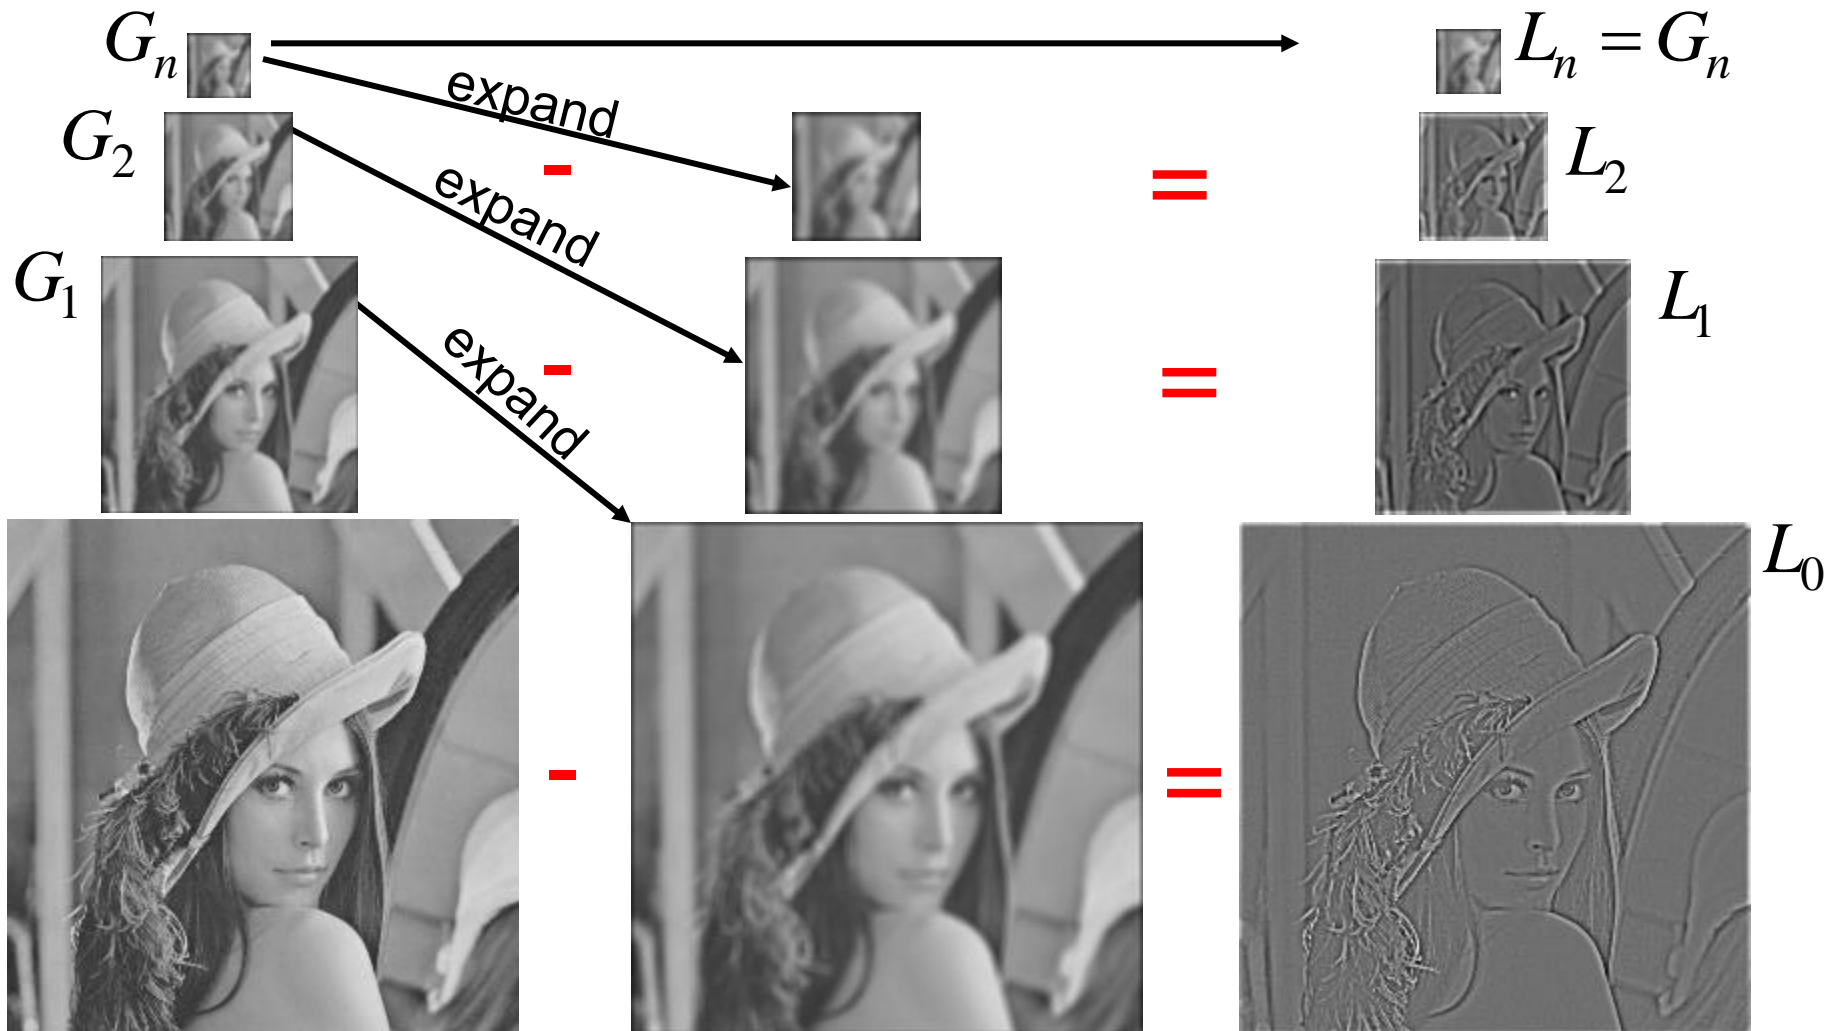 Gₙ
expand
Lₙ = Gₙ
G₂
expand
-
=
L₂
G₁
expand
-
=
L₁
-
=
L₀